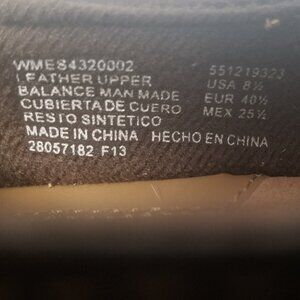 WMES4320002 551219323
LEATHER UPPER USA 8½
BALANCE MAN MADE EUR 40½
CUBIERTA DE CUERO MEX 25½
RESTO SINTETICO
MADE IN CHINA HECHO EN CHINA
28057182 F13